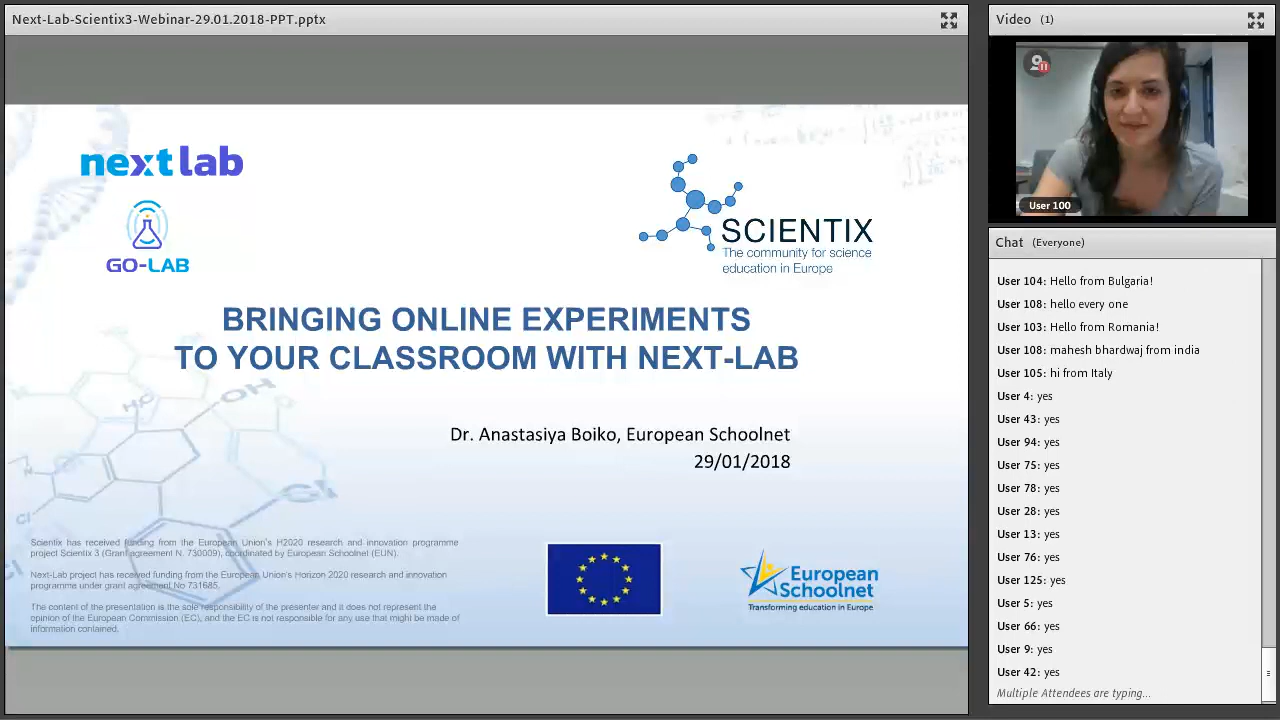 Next-Lab-Scientix3-Webinar-29.01.2018-PPT.pptx
next lab
GO-LAB
SCIENTIX
The community for science
education in Europe
BRINGING ONLINE EXPERIMENTS
TO YOUR CLASSROOM WITH NEXT-LAB
Dr. Anastasiya Boiko, European Schoolnet
29/01/2018
OH
H₃C
CH
Cl
Cl
Scientix has received funding from the European Union's H2020 research and innovation programme
project Scientix 3 (Grant agreement N. 730009), coordinated by European Schoolnet (EUN).
Next-Lab project has received funding from the European Union's Horizon 2020 research and innovation
programme under grant agreement No 731685.
The content of the presentation is the sole responsibility of the presenter and it does not represent the
opinion of the European Commission (EC), and the EC is not responsible for any use that might be made of
information contained.
European
Schoolnet
Transforming education in Europe
Video (1)
User 100
Chat (Everyone)
User 104: Hello from Bulgaria!
User 108: hello every one
User 103: Hello from Romania!
User 108: mahesh bhardwaj from india
User 105: hi from Italy
User 4: yes
User 43: yes
User 94: yes
User 75: yes
User 78: yes
User 28: yes
User 13: yes
User 76: yes
User 125: yes
User 5: yes
User 66: yes
User 9: yes
User 42: yes
Multiple Attendees are typing...